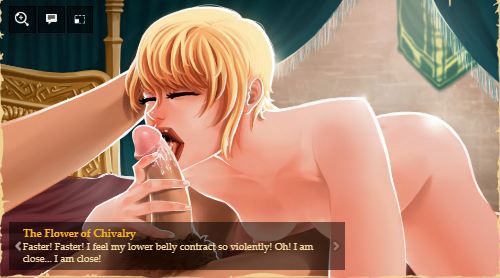 The Flower of Chivalry
Faster! Faster! I feel my lower belly contract so violently! Oh! I am
close... I am close!